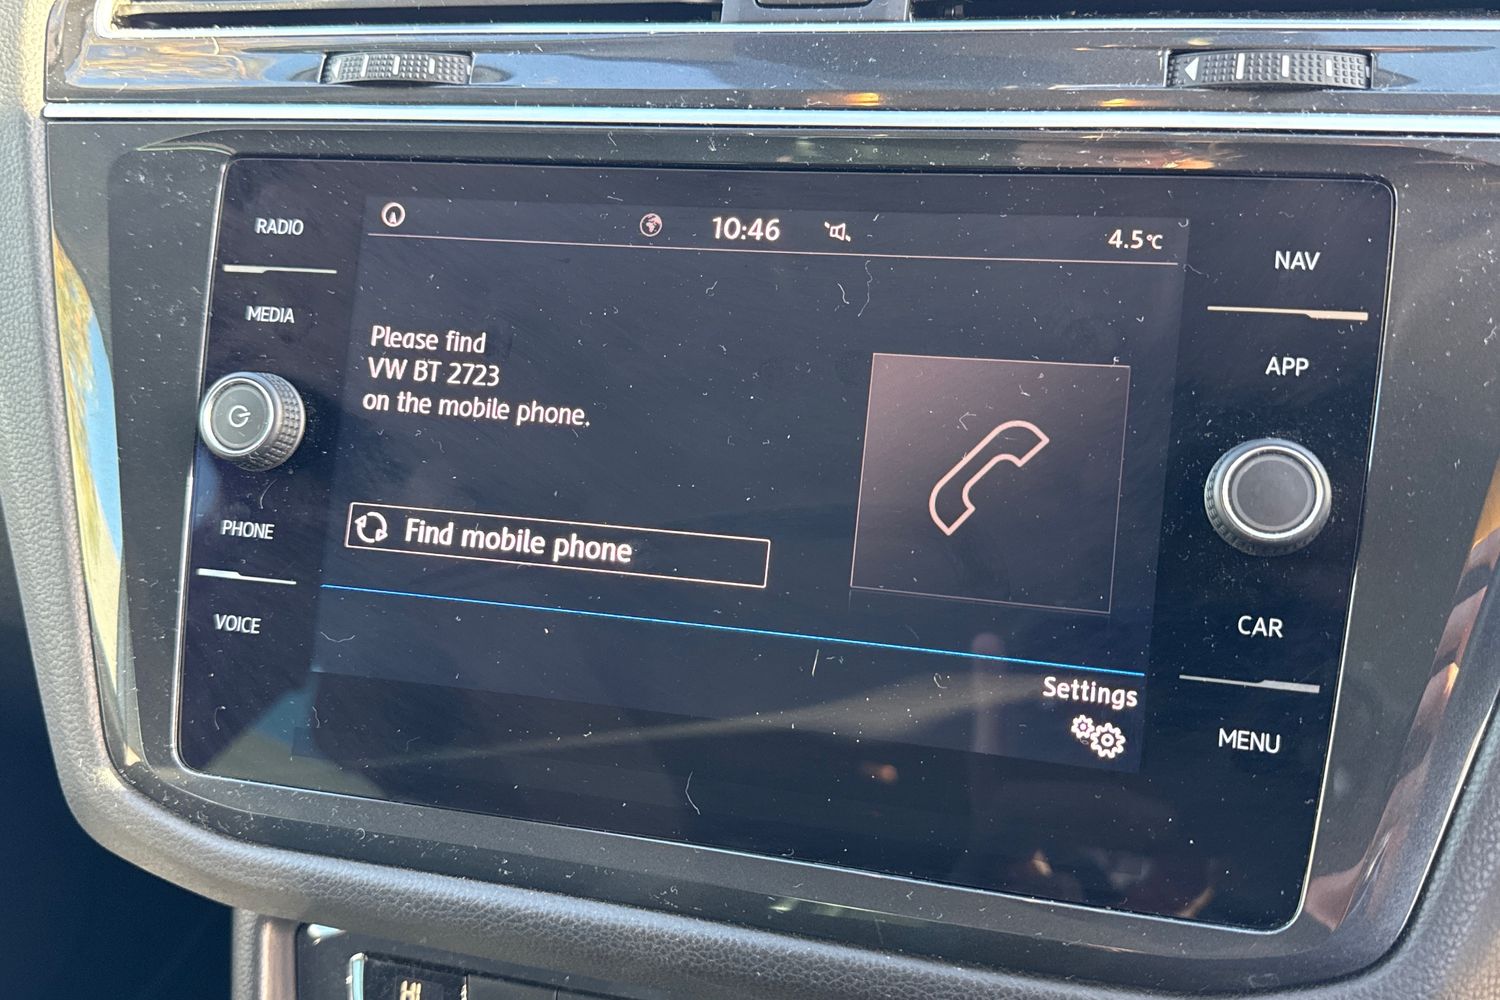 RADIO
MEDIA
PHONE
VOICE
10:46
4.5°C
Please find
VW BT 2723
on the mobile phone.
Find mobile phone
Settings
NAV
APP
CAR
MENU
HI